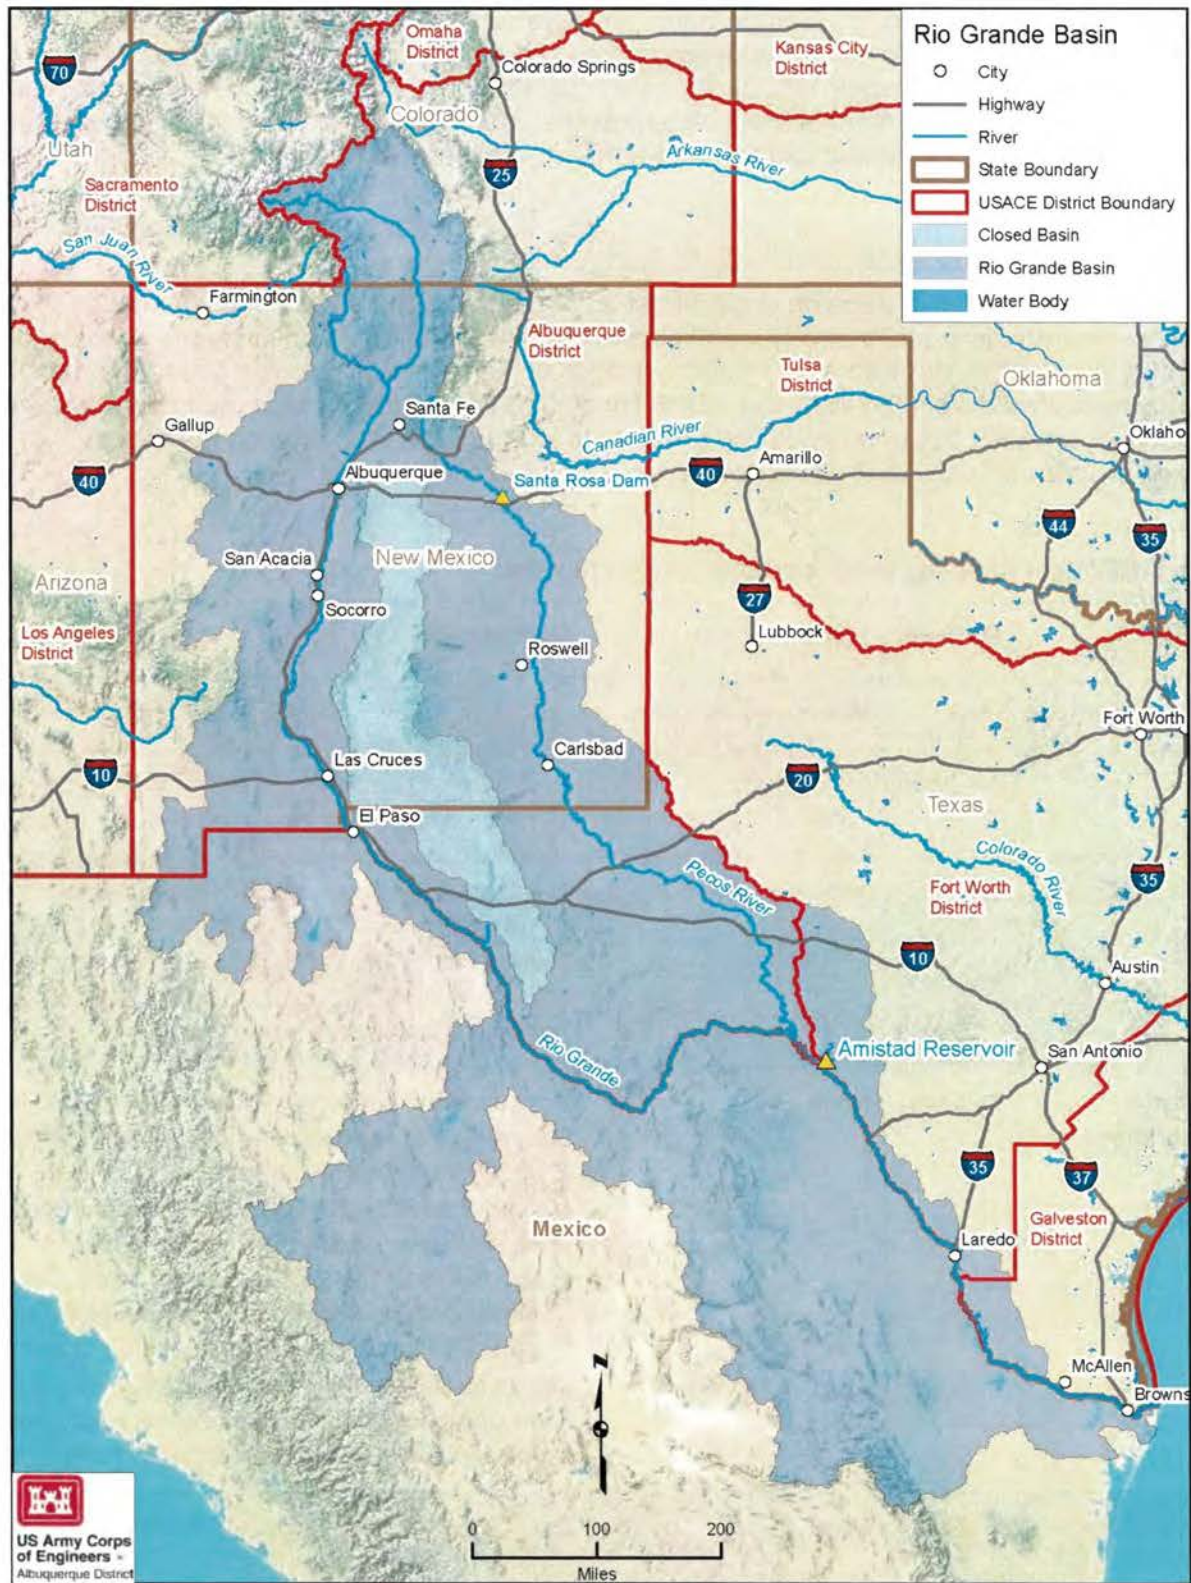 Rio Grande Basin
City
Highway
River
State Boundary
USACE District Boundary
Closed Basin
Rio Grande Basin
Water Body
Omaha
District
Kansas City
District
Colorado Springs
70
Colorado
Utah
Arkansas River
25
Sacramento
District
San Juan River
Farmington
Albuquerque
District
Tulsa
District
Oklahoma
Santa Fe
Gallup
Canadian River
Oklaho
Amarillo
40
Albuquerque
Santa Rosa Dam
40
44
35
San Acacia
New Mexico
Arizona
Socorro
27
Los Angeles
District
Lubbock
Roswell
Fort Worth
Carlsbad
Las Cruces
10
20
Texas
El Paso
Colorado River
Pecos River
35
Fort Worth
District
10
Austin
Rio Grande
Amistad Reservoir
San Antonio
35
37
Mexico
Galveston
District
Laredo
N
McAllen
Browns
US Army Corps
of Engineers ®
Albuquerque District
0 100 200
Miles